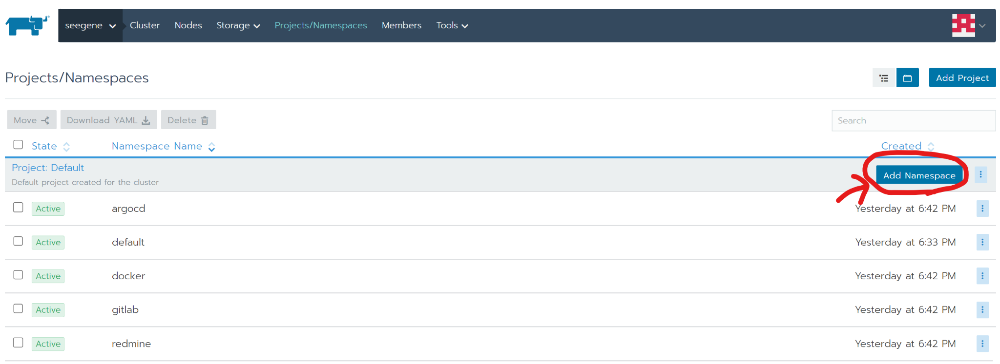 seegene Cluster Nodes Storage Projects/Namespaces Members Tools
Projects/Namespaces Add Project
Move Download YAML Delete Search
State Namespace Name Created
Project: Default
Default project created for the cluster
Add Namespace
Active argocd Yesterday at 6:42 PM
Active default Yesterday at 6:33 PM
Active docker Yesterday at 6:42 PM
Active gitlab Yesterday at 6:42 PM
Active redmine Yesterday at 6:42 PM